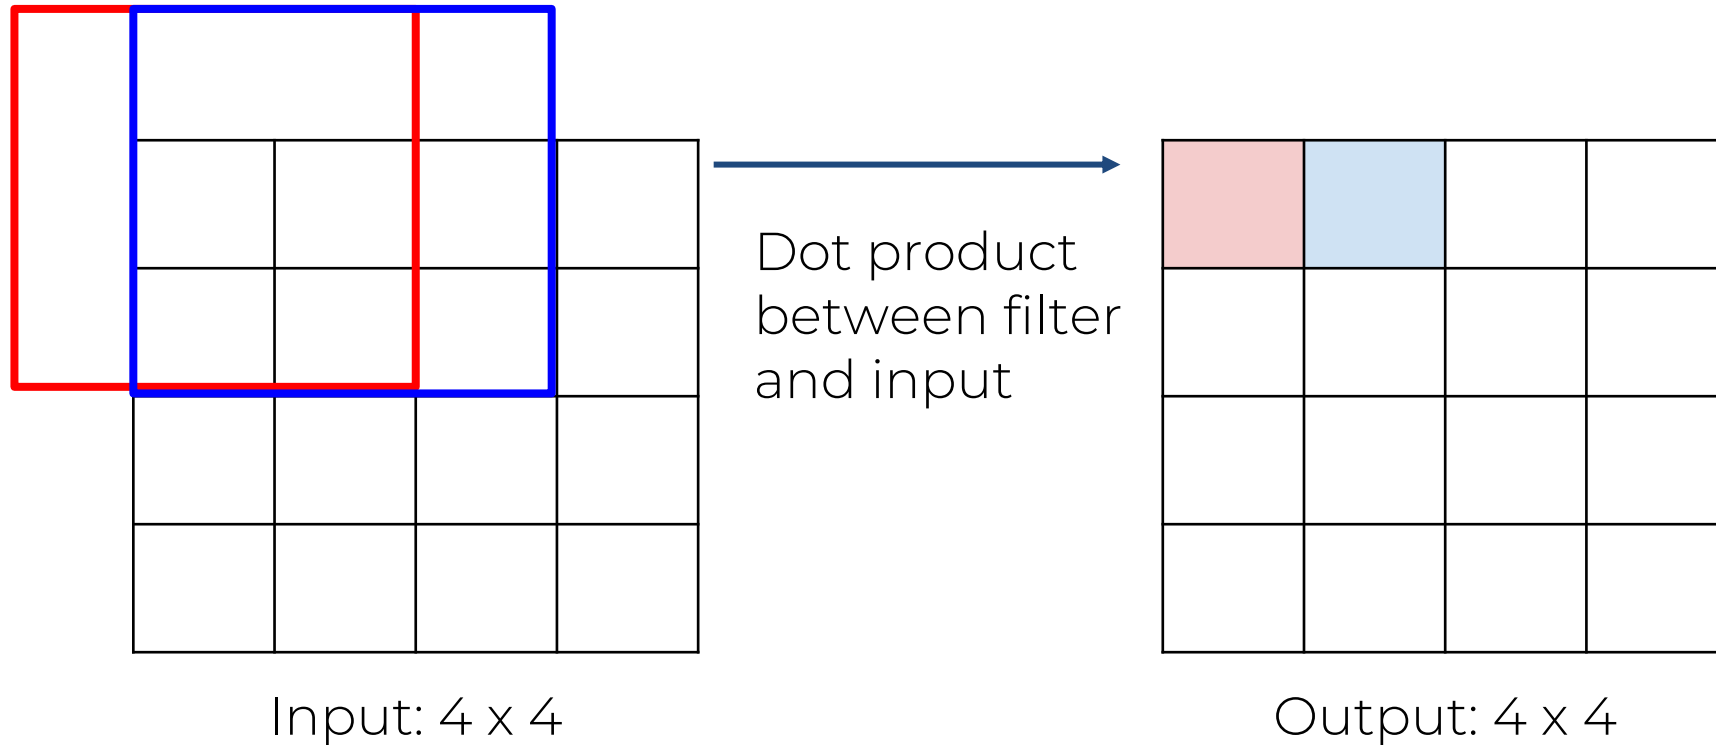 Dot product
between filter
and input
Input: 4 x 4
Output: 4 x 4